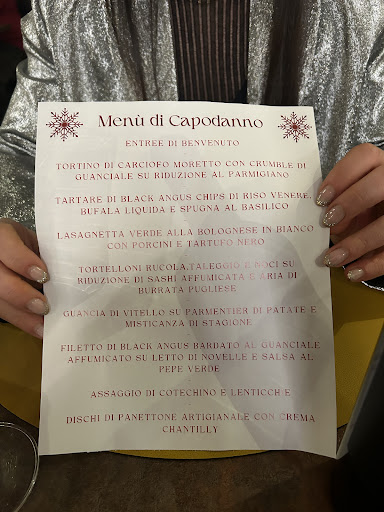 Menù di Capodanno
ENTREE DI BENVENUTO
TORTINO DI CARCIOFO MORETTO CON CRUMBLE DI
GUANCIALE SU RIDUZIONE AL PARMIGIANO
TARTARE DI BLACK ANGUS CHIPS DI RISO VENERE,
BUFALA LIQUIDA E SPUGNA AL BASILICO
LASAGNETTA VERDE ALLA BOLOGNESE IN BIANCO
CON PORCINI E TARTUFO NERO
TORTELLONI RUCOLA,TALEGGIO E NOCI SU
RIDUZIONE DI SASHI AFFUMICATA E ARIA DI
BURRATA PUGLIESE
GUANCIA DI VITELLO SU PARMENTIER DI PATATE E
MISTICANZA DI STAGIONE
FILETTO DI BLACK ANGUS BARDATO AL GUANCIALE
AFFUMICATO SU LETTO DI NOVELLE E SALSA AL
PEPE VERDE
ASSAGGIO DI COTECHINO E LENTICCHIE
DISCHI DI PANETTONE ARTIGIANALE CON CREMA
CHANTILLY